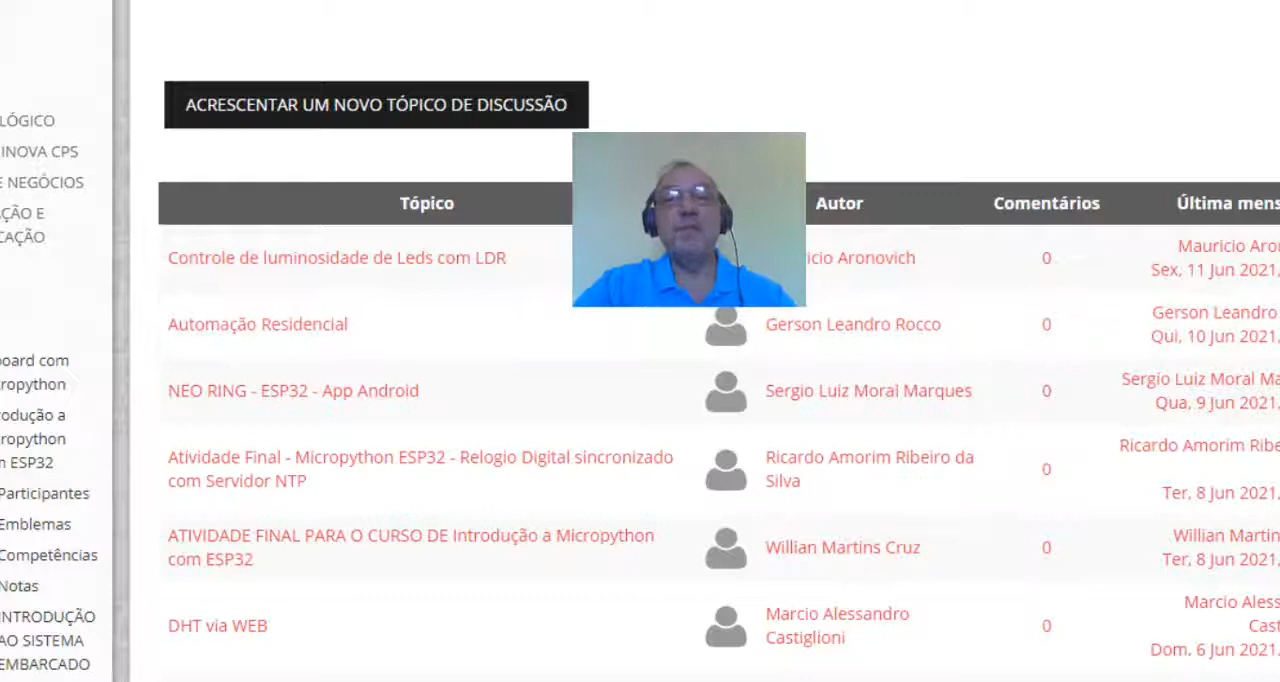 LÓGICO
INOVA CPS
E NEGÓCIOS
AÇÃO E
CAÇÃO
board com
ropython
rodução a
ropython
m ESP32
Participantes
Emblemas
Competências
Notas
INTRODUÇÃO
AO SISTEMA
EMBARCADO
ACRESCENTAR UM NOVO TÓPICO DE DISCUSSÃO
Tópico Autor Comentários Última mens
Controle de luminosidade de Leds com LDR icio Aronovich 0 Mauricio Aro
Sex, 11 Jun 2021,
Automação Residencial Gerson Leandro Rocco 0 Gerson Leandro
Qui, 10 Jun 2021,
NEO RING - ESP32 - App Android Sergio Luiz Moral Marques 0 Sergio Luiz Moral Ma
Qua, 9 Jun 2021,
Atividade Final - Micropython ESP32 - Relogio Digital sincronizado
com Servidor NTP
Ricardo Amorim Ribeiro da
Silva
0
Ricardo Amorim Ribe
Ter, 8 Jun 2021,
ATIVIDADE FINAL PARA O CURSO DE Introdução a Micropython
com ESP32
Willian Martins Cruz
0
Willian Martin
Ter, 8 Jun 2021,
DHT via WEB
Marcio Alessandro
Castiglioni
0
Marcio Aless
Cast
Dom, 6 Jun 2021,